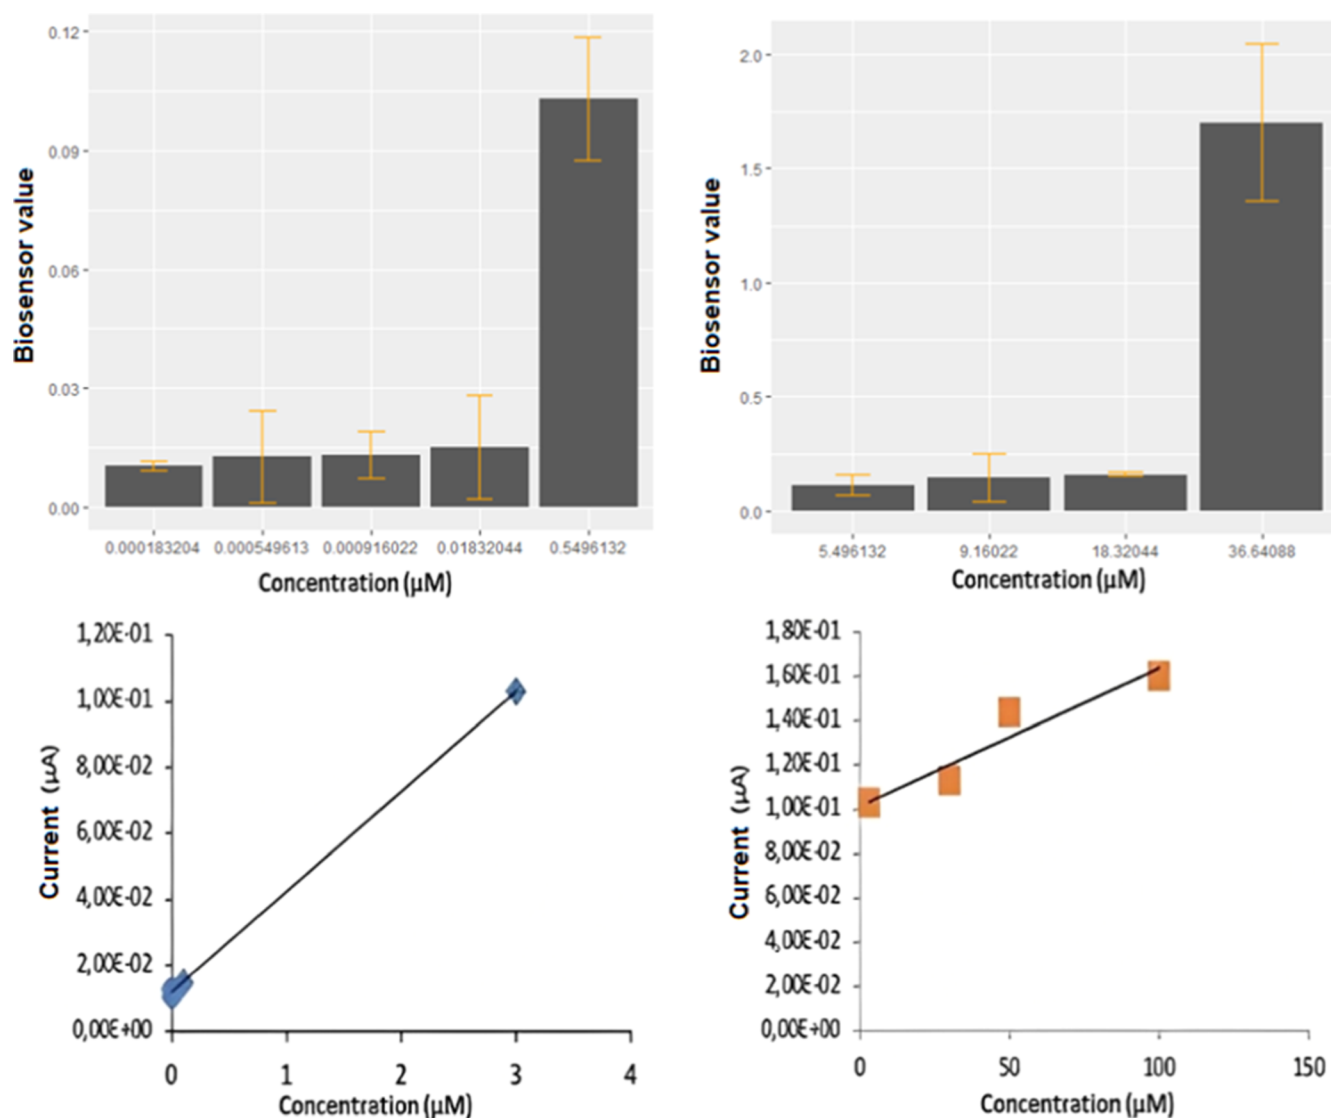 0.12
0.09
0.06
0.03
0.00
Biosensor value
0.000183204 0.000549613 0.000916022 0.01832044 0.5496132
Concentration (µM)
2.0
1.5
1.0
0.5
0.0
Biosensor value
5.496132 9.16022 18.32044 36.64088
Concentration (µM)
1,20E-01
1,00E-01
8,00E-02
6,00E-02
4,00E-02
2,00E-02
0,00E+00
Current (µA)
0 1 2 3 4
Concentration (µM)
1,80E-01
1,60E-01
1,40E-01
1,20E-01
1,00E-01
8,00E-02
6,00E-02
4,00E-02
2,00E-02
0,00E+00
Current (µA)
0 50 100 150
Concentration (µM)